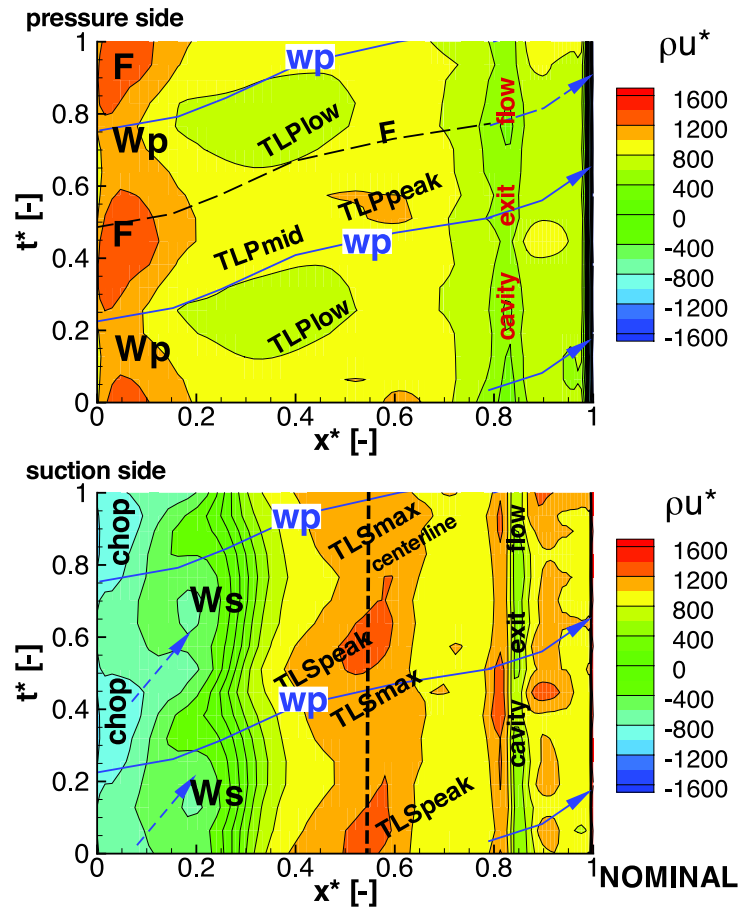 pressure side
ρu*
1
0.8
0.6
0.4
0.2
0
t* [-]
F
wp
Wp
TLPlow
F
flow
F
TLPpeak
exit
TLPmid
wp
TLPlow
cavity
Wp
0
0.2
0.4
0.6
0.8
1
x* [-]
1600
1200
800
400
0
-400
-800
-1200
-1600
suction side
ρu*
1
0.8
0.6
0.4
0.2
0
t* [-]
chop
wp
TLSmax
centerline
flow
Ws
TLSpeak
exit
wp
TLSmax
chop
cavity
Ws
TLSpeak
0
0.2
0.4
0.6
0.8
1
x* [-]
1600
1200
800
400
0
-400
-800
-1200
-1600
NOMINAL